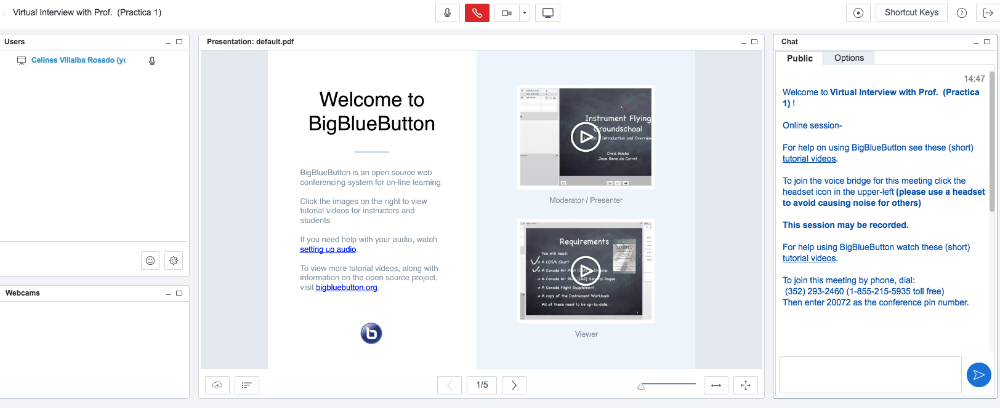 Virtual Interview with Prof.  (Practica 1)
Shortcut Keys
?
Users
Celines Villalba Rosado (yo
Webcams
Presentation: default.pdf
Welcome to
BigBlueButton
BigBlueButton is an open source web
conferencing system for on-line learning.
Click the images on the right to view
tutorial videos for instructors and
students.
If you need help with your audio, watch
setting up audio.
To view more tutorial videos, along with
information on the open source project,
visit bigbluebutton.org.
b
Instrument Flying
Groundschool
Introduction and Overview
Chris Hobbs
Jean Rene de Cotret
Moderator / Presenter
Requirements
You will need:
A LO5/6 Chart
A Canada Air Pilot (CAP) Ontario
A Canada Air Pilot (CAP) General Pages
A Canada Flight Supplement
A copy of the Instrument Workbook
All of these need to be up-to-date.
Viewer
1/5
Chat
Public
Options
14:47
Welcome to Virtual Interview with Prof.  (Practica
1) !
Online session-
For help on using BigBlueButton see these (short)
tutorial videos.
To join the voice bridge for this meeting click the
headset icon in the upper-left (please use a headset
to avoid causing noise for others)
This session may be recorded.
For help using BigBlueButton watch these (short)
tutorial videos.
To join this meeting by phone, dial:
(352) 293-2460 (1-855-215-5935 toll free)
Then enter 20072 as the conference pin number.